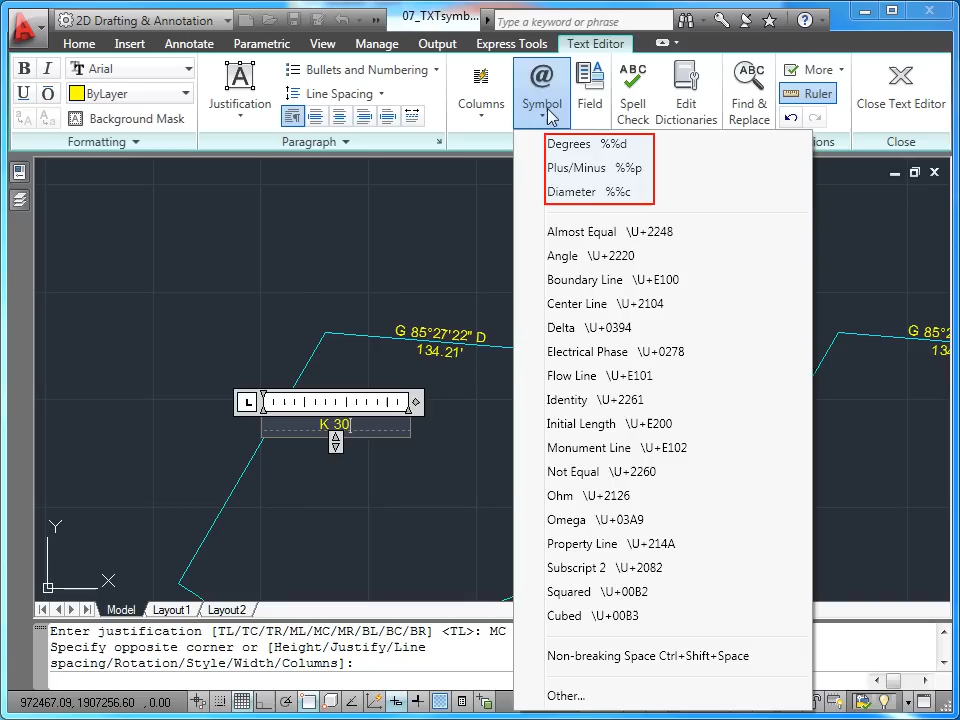 2D Drafting & Annotation
07_TXTsymb...
Type a keyword or phrase
Home Insert Annotate Parametric View Manage Output Express Tools Text Editor
B I Arial
U O ByLayer
Background Mask
Formatting
Justification
Bullets and Numbering
Line Spacing
Paragraph
Columns
@
Symbol
Field
ABC
Spell
Check
Edit
Dictionaries
ABC
Find &
Replace
More
Ruler
ions
Close Text Editor
Close
Degrees %%d
Plus/Minus %%p
Diameter %%c
Almost Equal \U+2248
Angle \U+2220
Boundary Line \U+E100
Center Line \U+2104
Delta \U+0394
Electrical Phase \U+0278
Flow Line \U+E101
Identity \U+2261
Initial Length \U+E200
Monument Line \U+E102
Not Equal \U+2260
Ohm \U+2126
Omega \U+03A9
Property Line \U+214A
Subscript 2 \U+2082
Squared \U+00B2
Cubed \U+00B3
Non-breaking Space Ctrl+Shift+Space
Other...
G 85°27'22" D
134.21'
G 85°2
134
L
K 30
Y
X
Model Layout1 Layout2
Enter justification [TL/TC/TR/ML/MC/MR/BL/BC/BR] <TL>: MC
Specify opposite corner or [Height/Justify/Line
spacing/Rotation/Style/Width/Columns]:
972467.09, 1907256.60 , 0.00